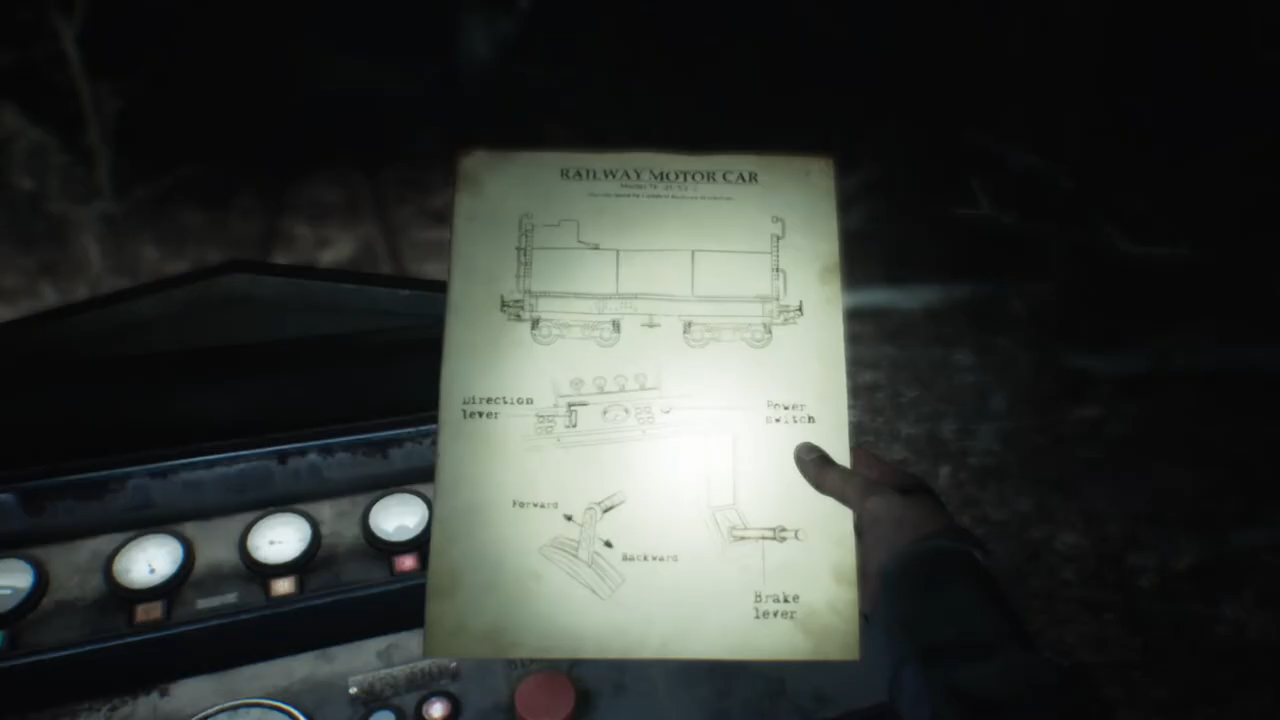 RAILWAY MOTOR CAR
Direction
lever
Power
switch
Forward
Backward
Brake
lever